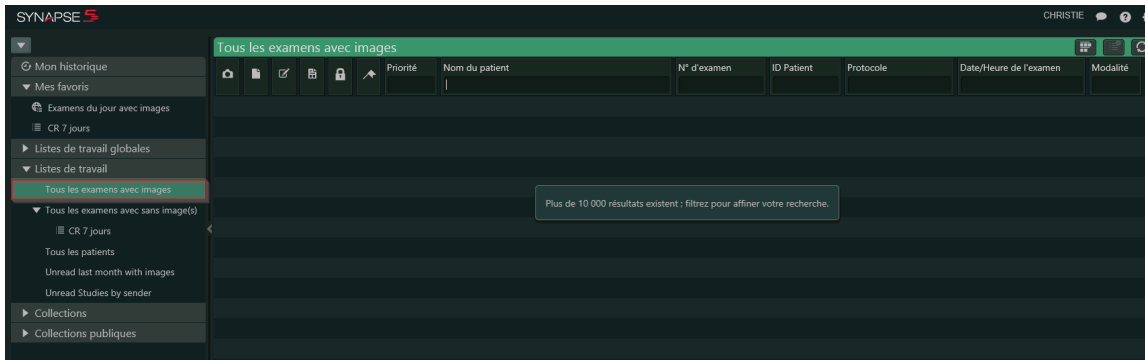 SYNAPSE 5
CHRISTIE
Tous les examens avec images
Mon historique
Mes favoris
Examens du jour avec images
CR 7 jours
Listes de travail globales
Listes de travail
Tous les examens avec images
Tous les examens avec sans image(s)
CR 7 jours
Tous les patients
Unread last month with images
Unread Studies by sender
Collections
Collections publiques
Priorité Nom du patient N° d'examen ID Patient Protocole Date/Heure de l'examen Modalité
Plus de 10 000 résultats existent ; filtrez pour affiner votre recherche.